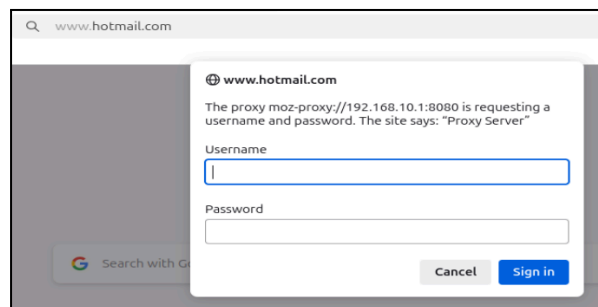 www.hotmail.com
www.hotmail.com
The proxy moz-proxy://192.168.10.1:8080 is requesting a
username and password. The site says: “Proxy Server”
Username
Password
Search with Go
Cancel
Sign in